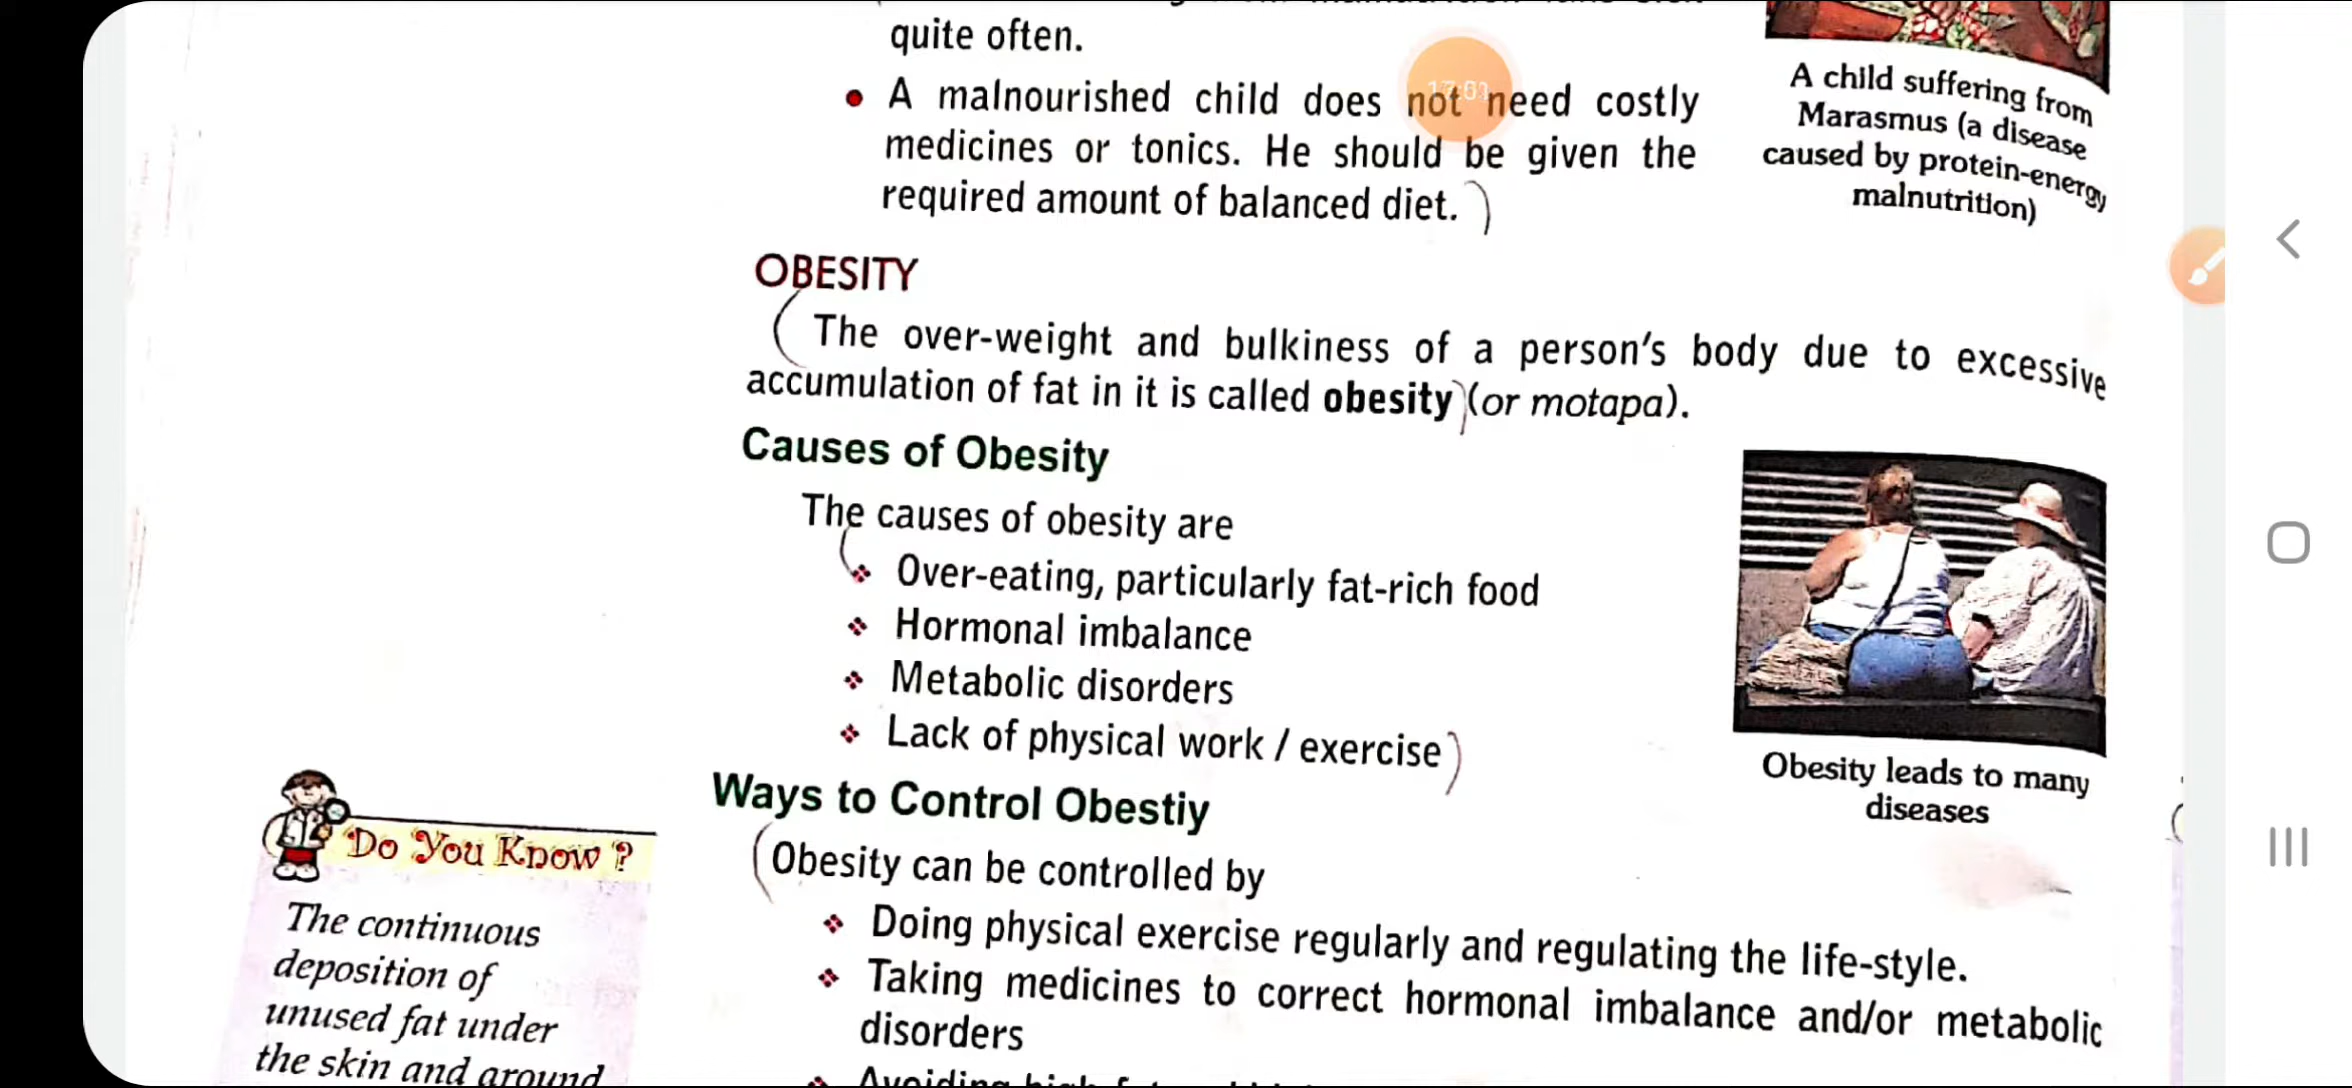 quite often.
A malnourished child does not need costly
medicines or tonics. He should be given the
required amount of balanced diet.
A child suffering from
Marasmus (a disease
caused by protein-energy
malnutrition)
OBESITY
The over-weight and bulkiness of a person's body due to excessive
accumulation of fat in it is called obesity (or motapa).
Causes of Obesity
The causes of obesity are
Over-eating, particularly fat-rich food
Hormonal imbalance
Metabolic disorders
Lack of physical work / exercise
Obesity leads to many
diseases
Ways to Control Obestiy
Obesity can be controlled by
Doing physical exercise regularly and regulating the life-style.
Taking medicines to correct hormonal imbalance and/or metabolic
disorders
Do You Know ?
The continuous
deposition of
unused fat under
the skin and around